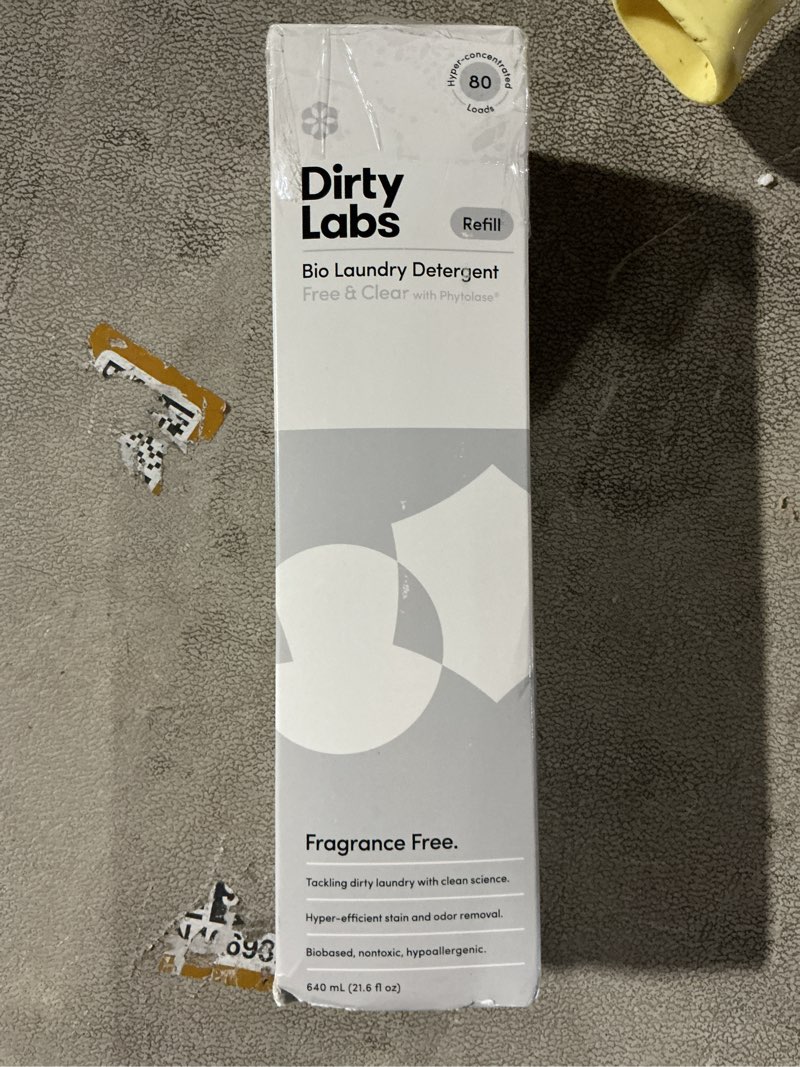 Hyper-concentrated
80
Loads
Dirty
Labs
Refill
Bio Laundry Detergent
Free & Clear with Phytolase®
Fragrance Free.
Tackling dirty laundry with clean science.
Hyper-efficient stain and odor removal.
Biobased, nontoxic, hypoallergenic.
640 mL (21.6 fl oz)